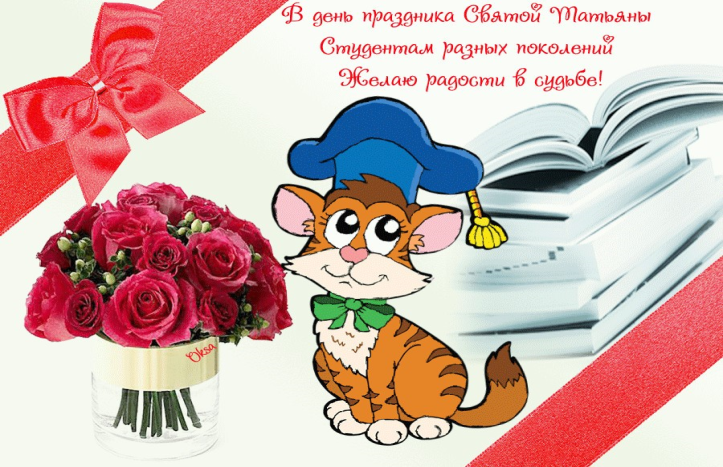 В день праздника Святой Татьяны
Студентам разных поколений
Желаю радости в судьбе!
Oksa